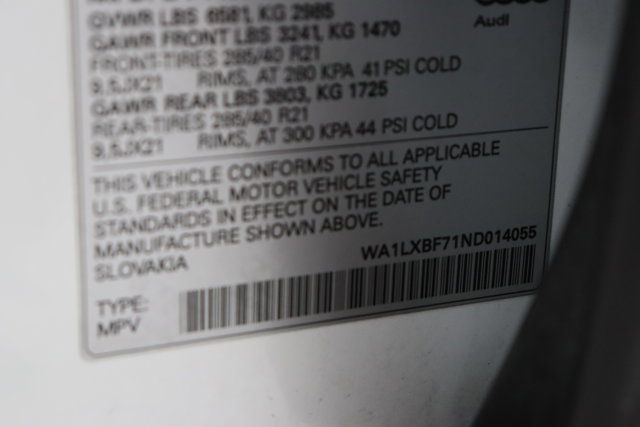 GVWR LBS 6581, KG 2985
GAWR FRONT LBS 3241, KG 1470
FRONT-TIRES 285/40 R21
9,5JX21 RIMS, AT 280 KPA 41 PSI COLD
GAWR REAR LBS 3803, KG 1725
REAR-TIRES 285/40 R21
9,5JX21 RIMS, AT 300 KPA 44 PSI COLD
Audi
THIS VEHICLE CONFORMS TO ALL APPLICABLE
U.S. FEDERAL MOTOR VEHICLE SAFETY
STANDARDS IN EFFECT ON THE DATE OF
MANUFACTURE SHOWN ABOVE.
SLOVAKIA
WA1LXBF71ND014055
TYPE:
MPV